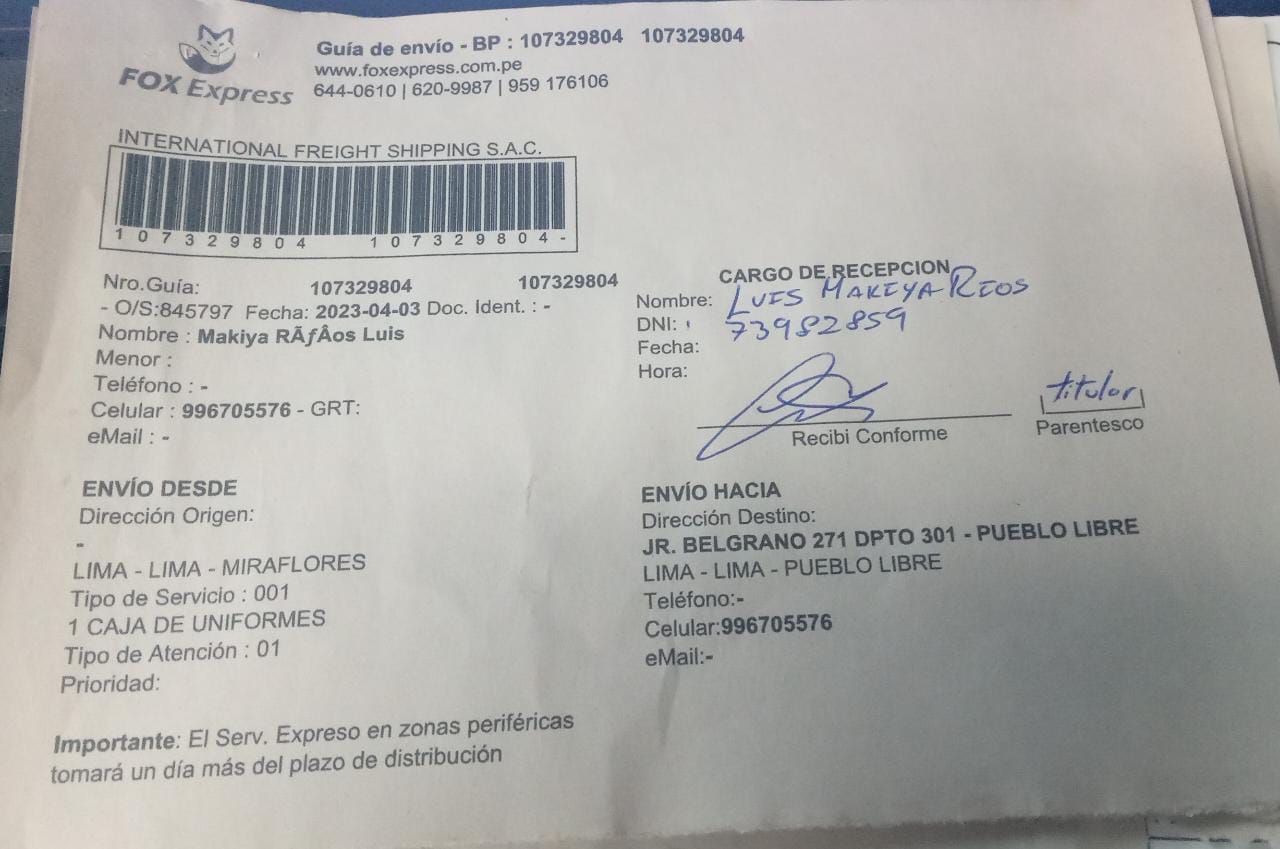 FOX Express
Guía de envío - BP : 107329804 107329804
www.foxexpress.com.pe
644-0610 | 620-9987 | 959 176106
INTERNATIONAL FREIGHT SHIPPING S.A.C.
107329804 107329804-
Nro.Guía: 107329804 107329804
- O/S:845797 Fecha: 2023-04-03 Doc. Ident. : -
Nombre : Makiya RÃƒÂos Luis
Menor :
Teléfono : -
Celular : 996705576 - GRT:
eMail : -
CARGO DE RECEPCION
Nombre: LUIS MAKIYA RIOS
DNI: 73982859
Fecha:
Hora:
Recibi Conforme
titular
Parentesco
ENVÍO DESDE
Dirección Origen:
-
LIMA - LIMA - MIRAFLORES
Tipo de Servicio : 001
1 CAJA DE UNIFORMES
Tipo de Atención : 01
Prioridad:
ENVÍO HACIA
Dirección Destino:
JR. BELGRANO 271 DPTO 301 - PUEBLO LIBRE
LIMA - LIMA - PUEBLO LIBRE
Teléfono:-
Celular:996705576
eMail:-
Importante: El Serv. Expreso en zonas periféricas
tomará un día más del plazo de distribución